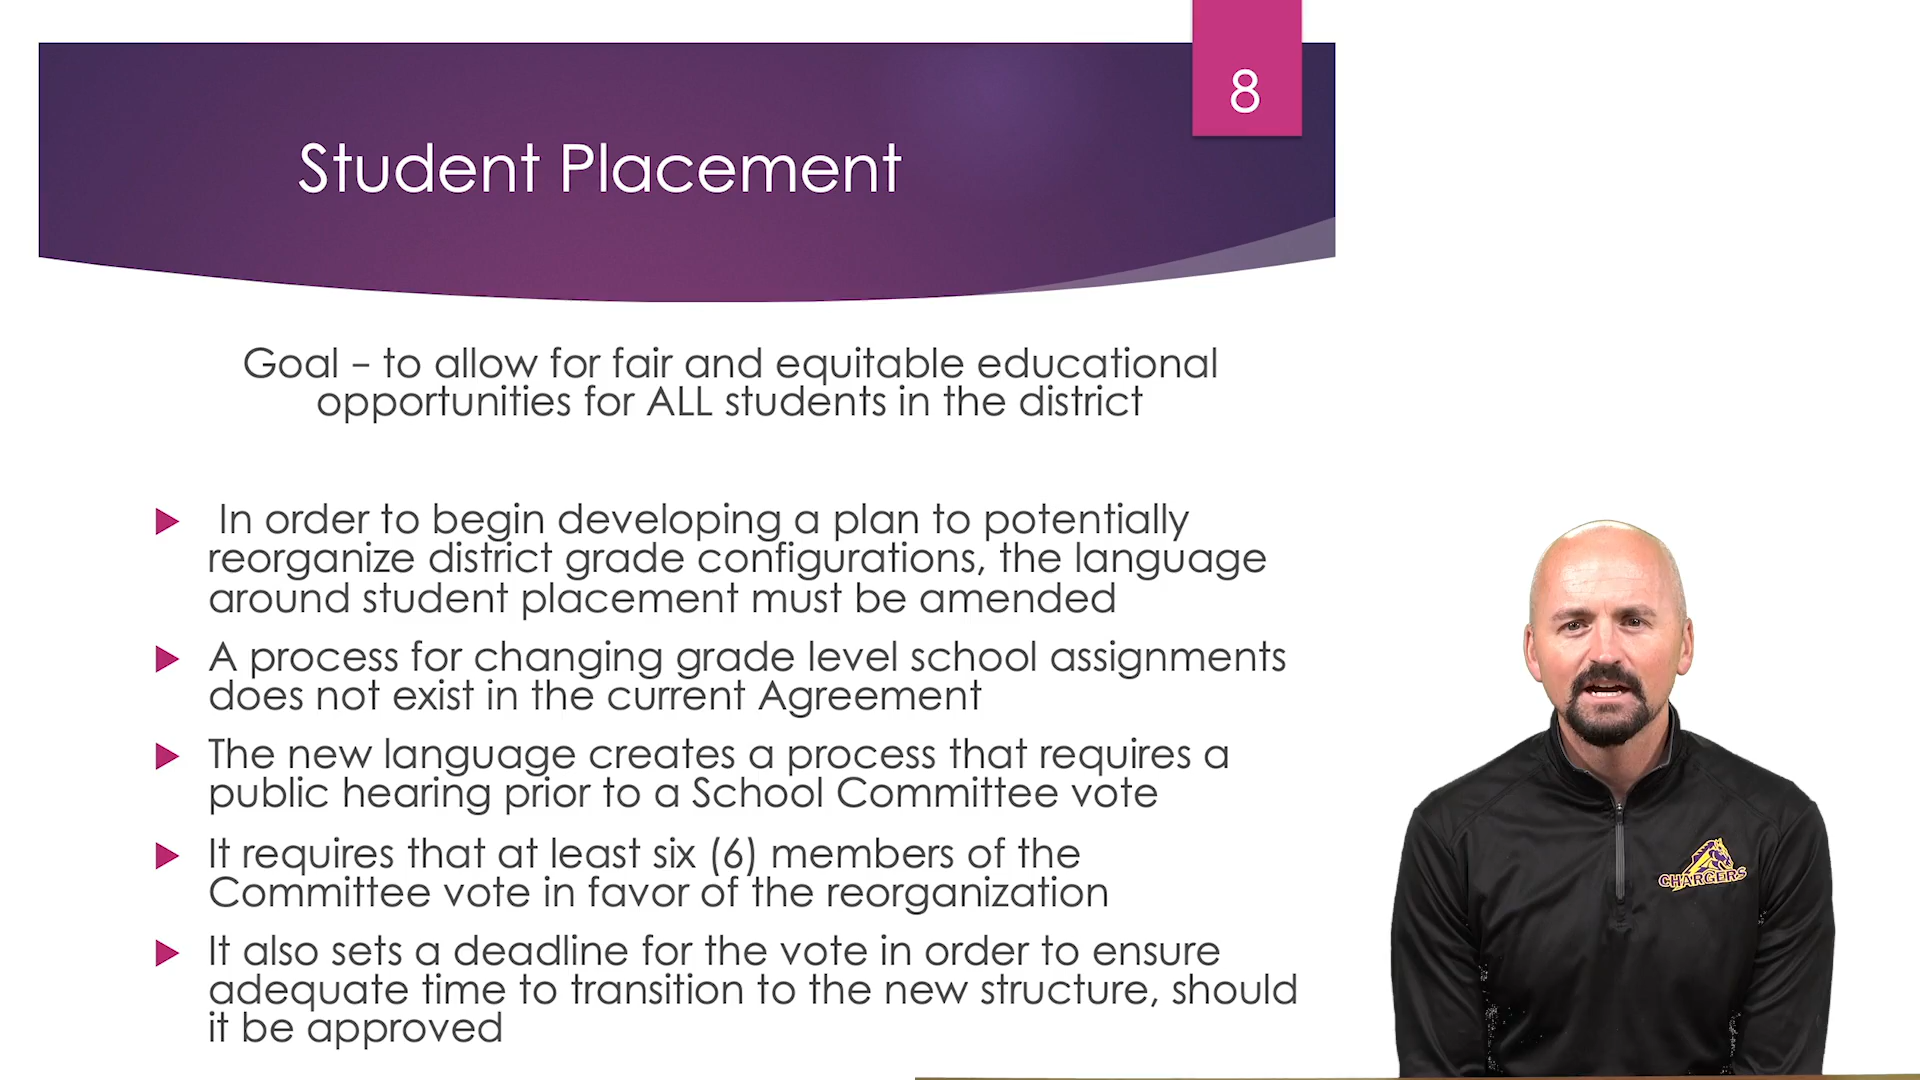 8
Student Placement
Goal – to allow for fair and equitable educational
opportunities for ALL students in the district
In order to begin developing a plan to potentially
reorganize district grade configurations, the language
around student placement must be amended
A process for changing grade level school assignments
does not exist in the current Agreement
The new language creates a process that requires a
public hearing prior to a School Committee vote
It requires that at least six (6) members of the
Committee vote in favor of the reorganization
It also sets a deadline for the vote in order to ensure
adequate time to transition to the new structure, should
it be approved
CHARGERS